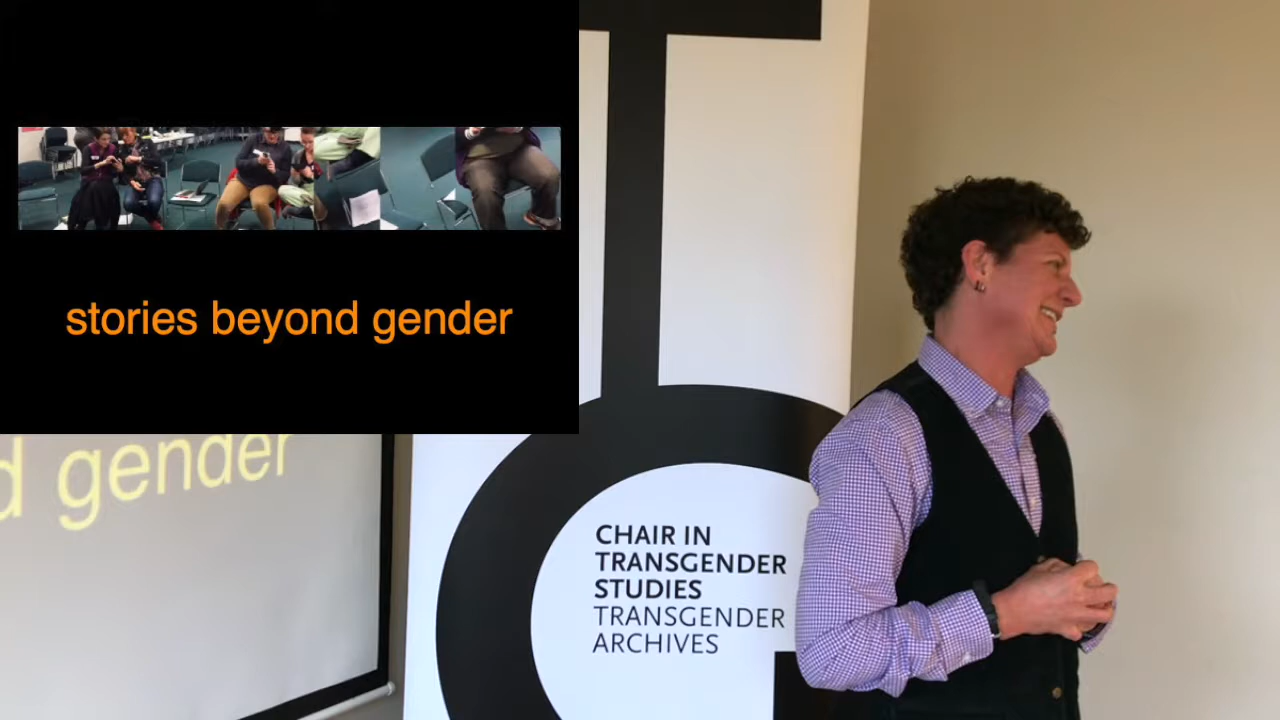 stories beyond gender
d gender
CHAIR IN
TRANSGENDER
STUDIES
TRANSGENDER
ARCHIVES